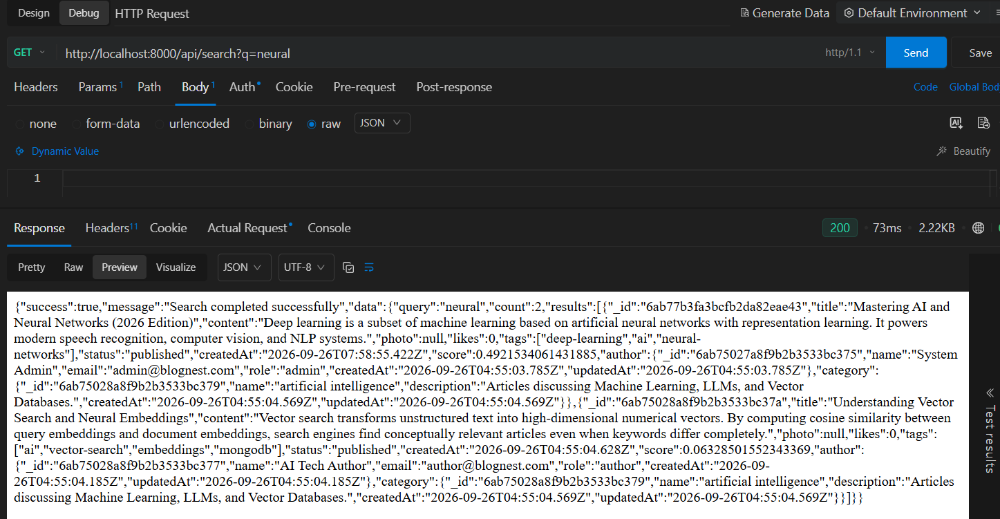 Design Debug HTTP Request Generate Data Default Environment
GET http://localhost:8000/api/search?q=neural http/1.1 Send Save
Headers Params 1 Path Body 1 Auth Cookie Pre-request Post-response Code Global Bod
none form-data urlencoded binary raw JSON AI
Dynamic Value Beautify
1
Response Headers 11 Cookie Actual Request Console 200 73ms 2.22KB
Pretty Raw Preview Visualize JSON UTF-8
{"success":true,"message":"Search completed successfully","data":{"query":"neural","count":2,"results":[{"_id":"6ab77b3fa3bcfb2da82eae43","title":"Mastering AI and
Neural Networks (2026 Edition)","content":"Deep learning is a subset of machine learning based on artificial neural networks with representation learning. It powers
modern speech recognition, computer vision, and NLP systems.","photo":null,"likes":0,"tags":["deep-learning","ai","neural-
networks"],"status":"published","createdAt":"2026-09-26T07:58:55.422Z","score":0.4921534061431885,"author":{"_id":"6ab75027a8f9b2b3533bc375","name":"System
Admin","email":"admin@blognest.com","role":"admin","createdAt":"2026-09-26T04:55:03.785Z","updatedAt":"2026-09-26T04:55:03.785Z"},"category":
{"_id":"6ab75028a8f9b2b3533bc379","name":"artificial intelligence","description":"Articles discussing Machine Learning, LLMs, and Vector
Databases.","createdAt":"2026-09-26T04:55:04.569Z","updatedAt":"2026-09-26T04:55:04.569Z"}},{"_id":"6ab75028a8f9b2b3533bc37a","title":"Understanding Vector
Search and Neural Embeddings","content":"Vector search transforms unstructured text into high-dimensional numerical vectors. By computing cosine similarity between
query embeddings and document embeddings, search engines find conceptually relevant articles even when keywords differ completely.","photo":null,"likes":0,"tags":
["ai","vector-search","embeddings","mongodb"],"status":"published","createdAt":"2026-09-26T04:55:04.628Z","score":0.06328501552343369,"author":
{"_id":"6ab75028a8f9b2b3533bc377","name":"AI Tech Author","email":"author@blognest.com","role":"author","createdAt":"2026-09-
26T04:55:04.185Z","updatedAt":"2026-09-26T04:55:04.185Z"},"category":{"_id":"6ab75028a8f9b2b3533bc379","name":"artificial intelligence","description":"Articles
discussing Machine Learning, LLMs, and Vector Databases.","createdAt":"2026-09-26T04:55:04.569Z","updatedAt":"2026-09-26T04:55:04.569Z"}}]}}
Test results